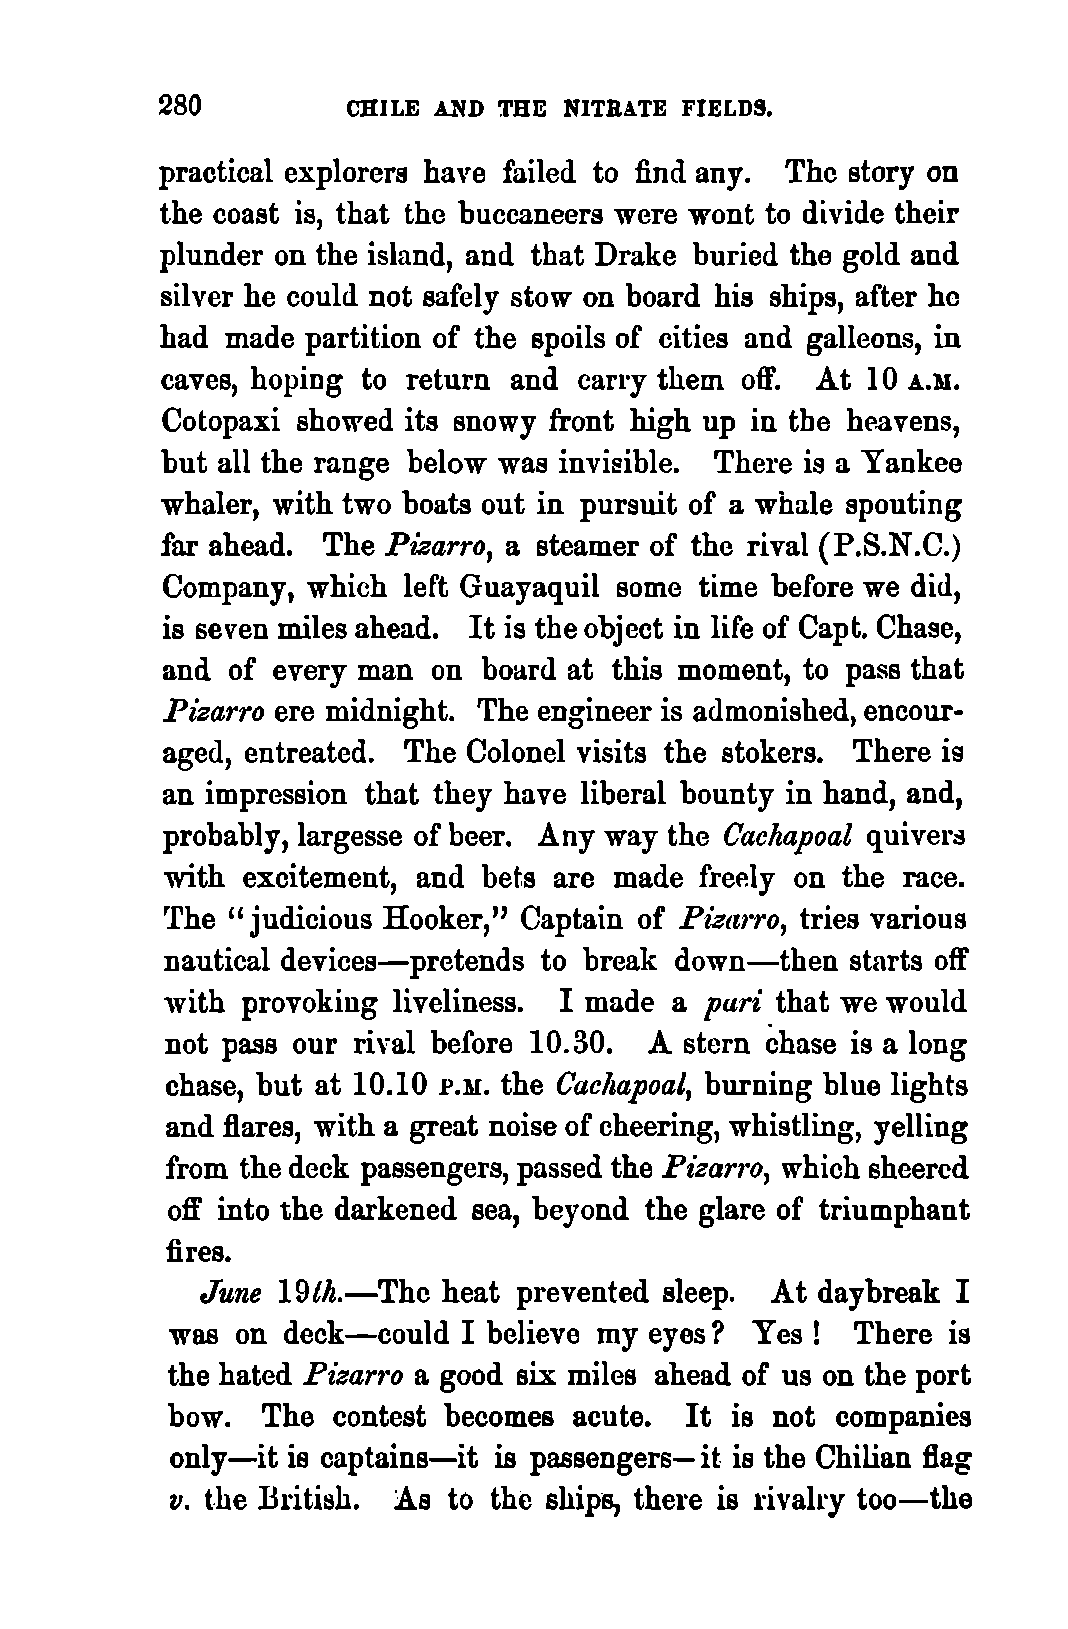 280 CHILE AND THE NITRATE FIELDS.
practical explorers have failed to find any. The story on
the coast is, that the buccaneers were wont to divide their
plunder on the island, and that Drake buried the gold and
silver he could not safely stow on board his ships, after he
had made partition of the spoils of cities and galleons, in
caves, hoping to return and carry them off. At 10 A.M.
Cotopaxi showed its snowy front high up in the heavens,
but all the range below was invisible. There is a Yankee
whaler, with two boats out in pursuit of a whale spouting
far ahead. The Pizarro, a steamer of the rival (P.S.N.C.)
Company, which left Guayaquil some time before we did,
is seven miles ahead. It is the object in life of Capt. Chase,
and of every man on board at this moment, to pass that
Pizarro ere midnight. The engineer is admonished, encour-
aged, entreated. The Colonel visits the stokers. There is
an impression that they have liberal bounty in hand, and,
probably, largesse of beer. Any way the Cachapoal quivers
with excitement, and bets are made freely on the race.
The "judicious Hooker," Captain of Pizarro, tries various
nautical devices—pretends to break down—then starts off
with provoking liveliness. I made a pari that we would
not pass our rival before 10.30. A stern chase is a long
chase, but at 10.10 P.M. the Cachapoal, burning blue lights
and flares, with a great noise of cheering, whistling, yelling
from the deck passengers, passed the Pizarro, which sheered
off into the darkened sea, beyond the glare of triumphant
fires.
June 19th.—The heat prevented sleep. At daybreak I
was on deck—could I believe my eyes? Yes! There is
the hated Pizarro a good six miles ahead of us on the port
bow. The contest becomes acute. It is not companies
only—it is captains—it is passengers—it is the Chilian flag
v. the British. As to the ships, there is rivalry too—the